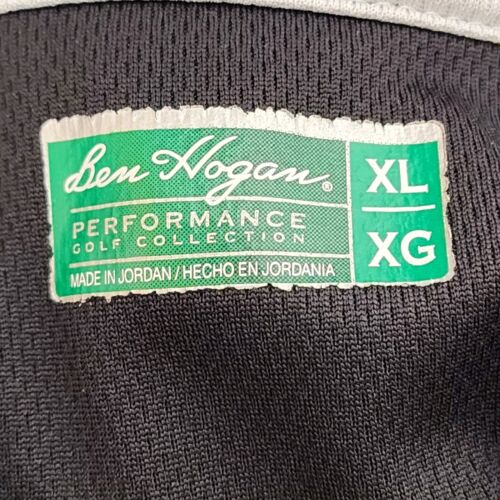 Ben Hogan®
PERFORMANCE
GOLF COLLECTION
MADE IN JORDAN / HECHO EN JORDANIA
XL
XG